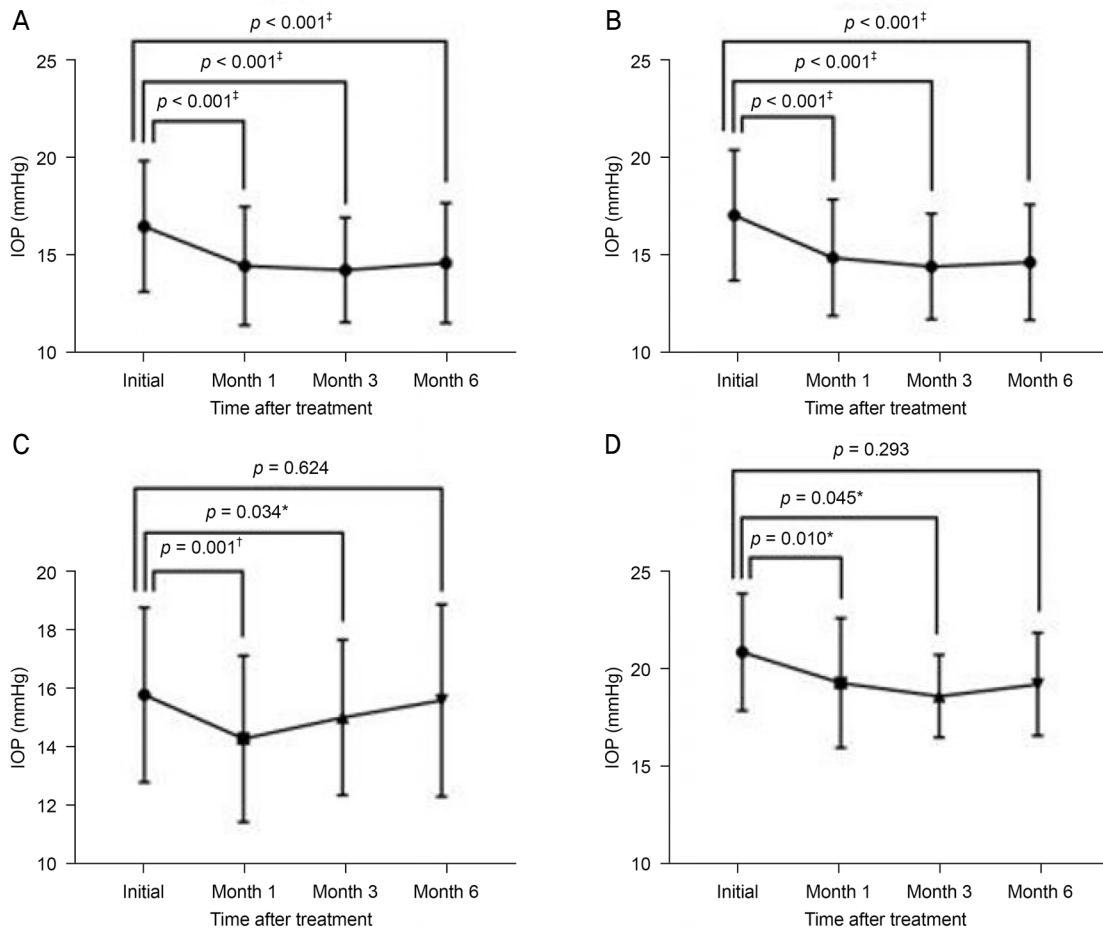 A
p < 0.001‡
p < 0.001‡
p < 0.001‡
25
20
15
10
IOP (mmHg)
Initial Month 1 Month 3 Month 6
Time after treatment
B
p < 0.001‡
p < 0.001‡
p < 0.001‡
25
20
15
10
IOP (mmHg)
Initial Month 1 Month 3 Month 6
Time after treatment
C
p = 0.624
p = 0.034*
p = 0.001†
20
18
16
14
12
10
IOP (mmHg)
Initial Month 1 Month 3 Month 6
Time after treatment
D
p = 0.293
p = 0.045*
p = 0.010*
25
20
15
10
IOP (mmHg)
Initial Month 1 Month 3 Month 6
Time after treatment